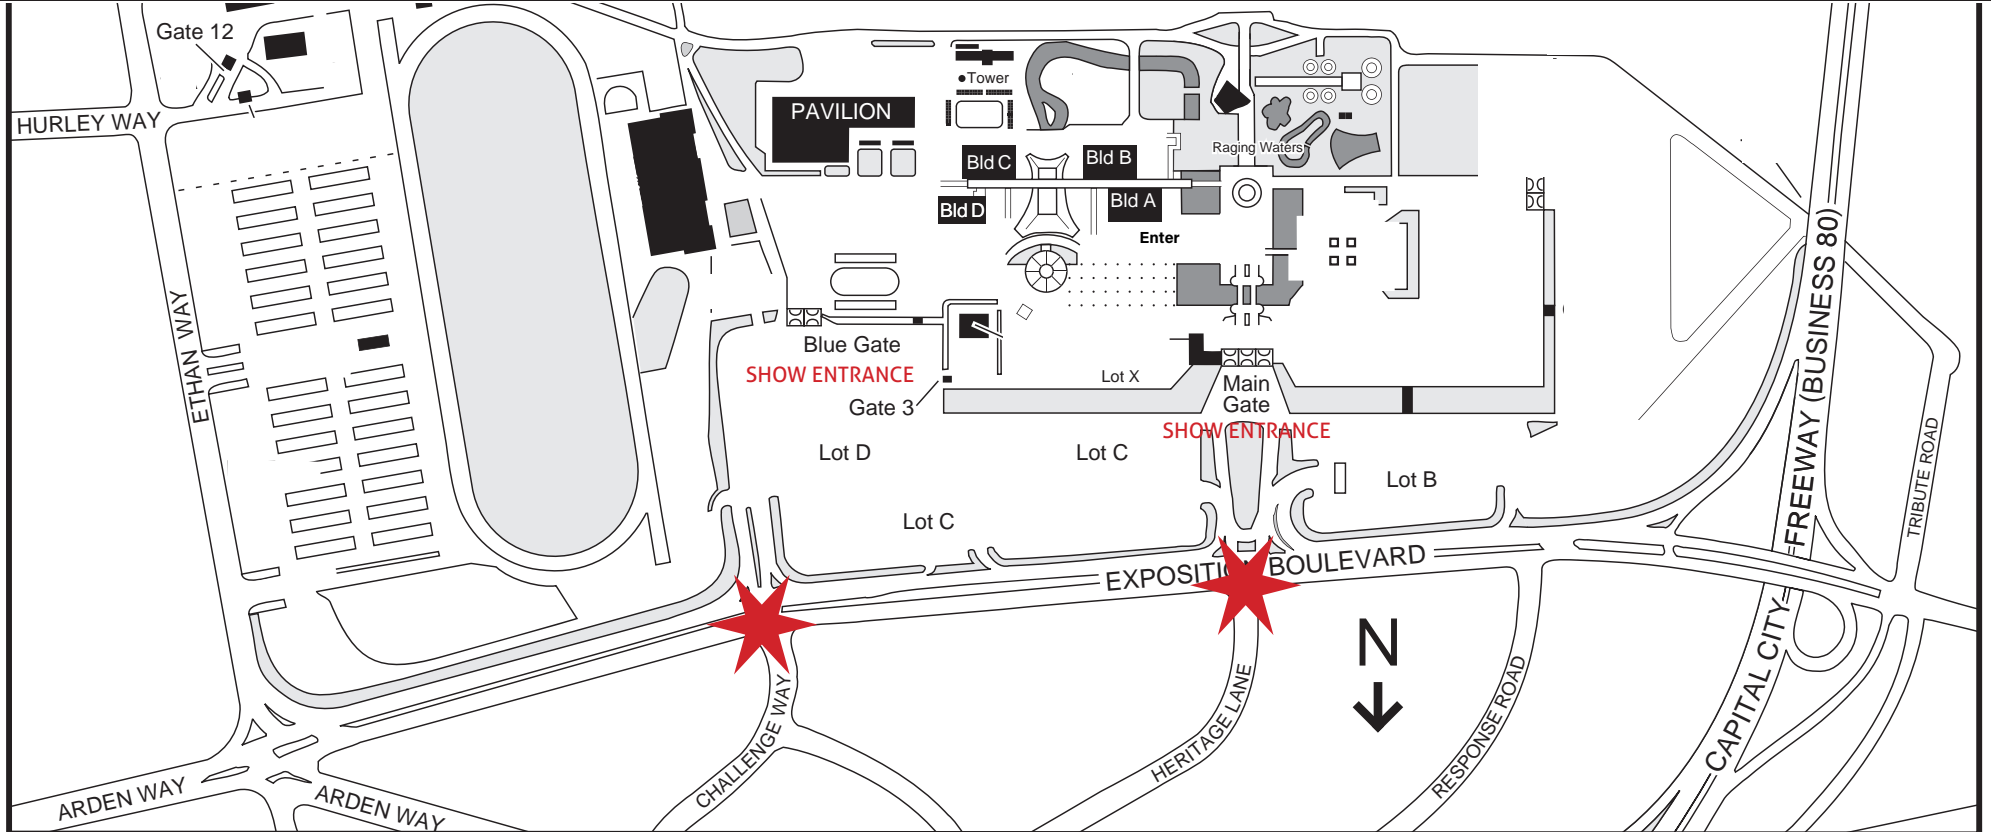 Gate 12
HURLEY WAY
ETHAN WAY
PAVILION
Tower
Bld C
Bld B
Bld D
Bld A
Enter
Raging Waters
Blue Gate
SHOW ENTRANCE
Gate 3
Lot X
Main
Gate
SHOW ENTRANCE
Lot D
Lot C
Lot B
Lot C
EXPOSITI
BOULEVARD
FREEWAY (BUSINESS 80)
CAPITAL CITY
TRIBUTE ROAD
N
CHALLENGE WAY
HERITAGE LANE
RESPONSE ROAD
ARDEN WAY
ARDEN WAY